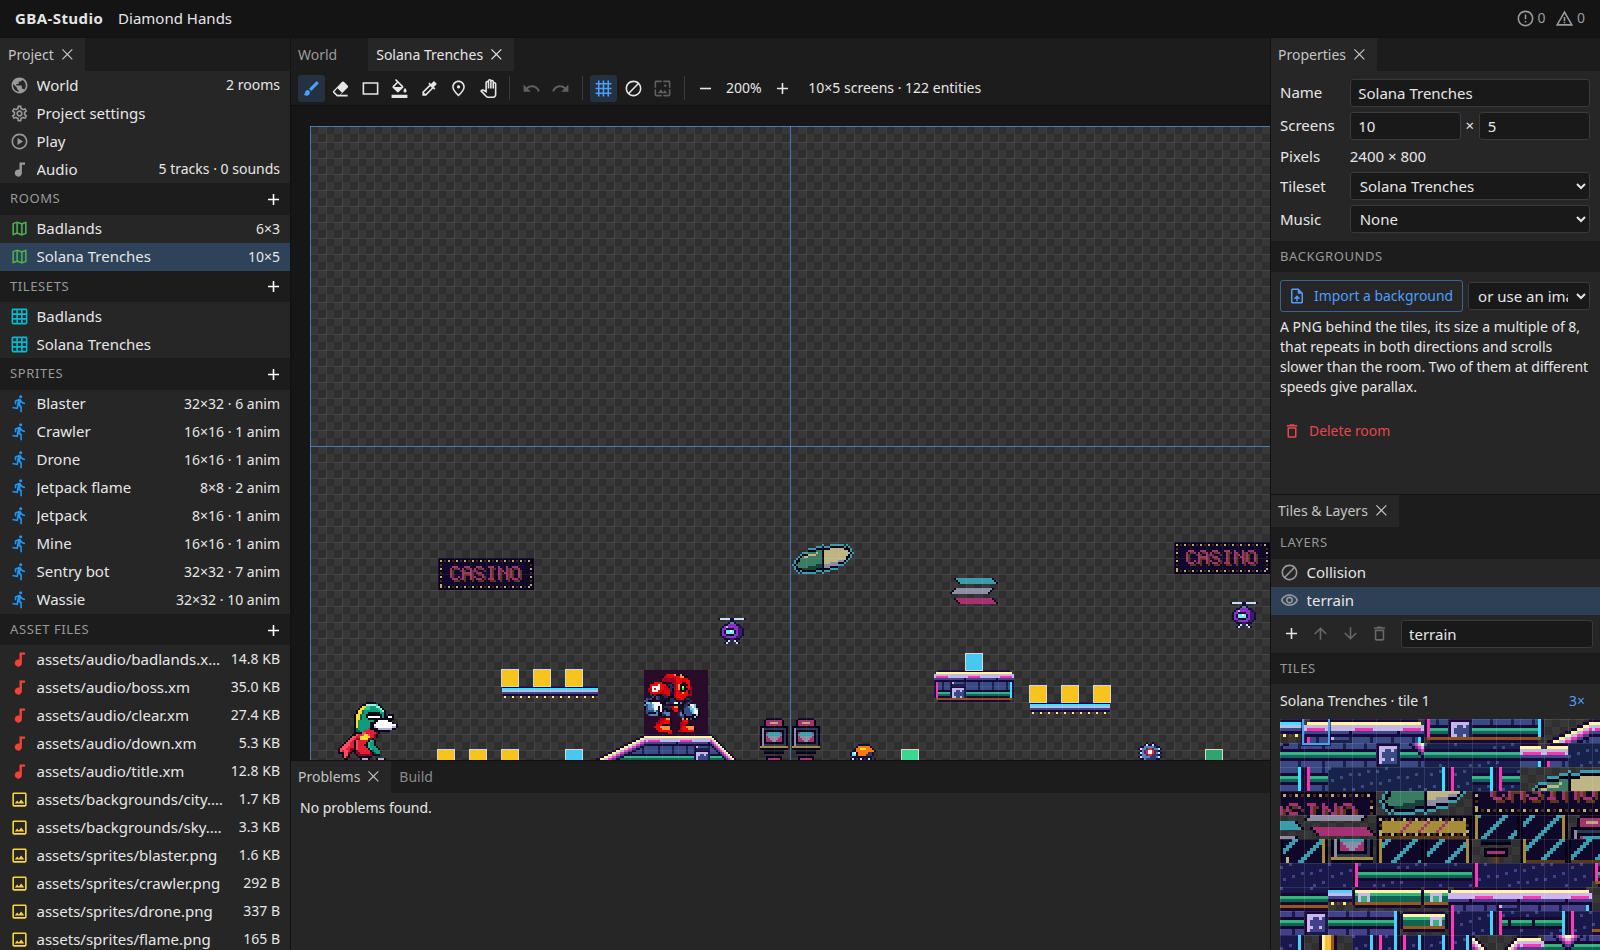 GBA-Studio Diamond Hands 0 0
Project
World 2 rooms
Project settings
Play
Audio 5 tracks · 0 sounds
ROOMS
Badlands 6×3
Solana Trenches 10×5
TILESETS
Badlands
Solana Trenches
SPRITES
Blaster 32×32 · 6 anim
Crawler 16×16 · 1 anim
Drone 16×16 · 1 anim
Jetpack flame 8×8 · 2 anim
Jetpack 8×16 · 1 anim
Mine 16×16 · 1 anim
Sentry bot 32×32 · 7 anim
Wassie 32×32 · 10 anim
ASSET FILES
assets/audio/badlands.x... 14.8 KB
assets/audio/boss.xm 35.0 KB
assets/audio/clear.xm 27.4 KB
assets/audio/down.xm 5.3 KB
assets/audio/title.xm 12.8 KB
assets/backgrounds/city.... 1.7 KB
assets/backgrounds/sky.... 3.3 KB
assets/sprites/blaster.png 1.6 KB
assets/sprites/crawler.png 292 B
assets/sprites/drone.png 337 B
assets/sprites/flame.png 165 B
World Solana Trenches
200% 10×5 screens · 122 entities
CASINO
CASINO
Problems Build
No problems found.
Properties
Name Solana Trenches
Screens 10 × 5
Pixels 2400 × 800
Tileset Solana Trenches
Music None
BACKGROUNDS
Import a background or use an ima
A PNG behind the tiles, its size a multiple of 8,
that repeats in both directions and scrolls
slower than the room. Two of them at different
speeds give parallax.
Delete room
Tiles & Layers
LAYERS
Collision
terrain
terrain
TILES
Solana Trenches · tile 1 3×